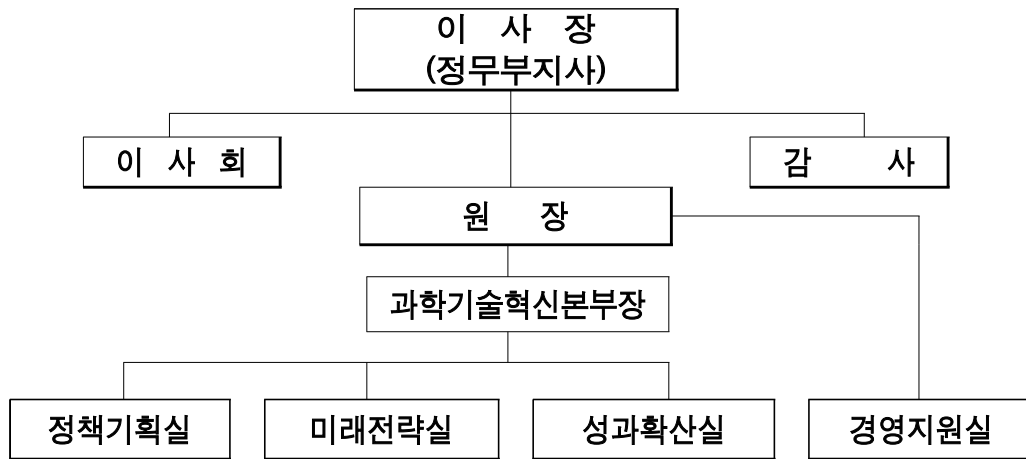 이 사 장
(정무부지사)
이 사 회
감 사
원 장
과학기술혁신본부장
정책기획실
미래전략실
성과확산실
경영지원실